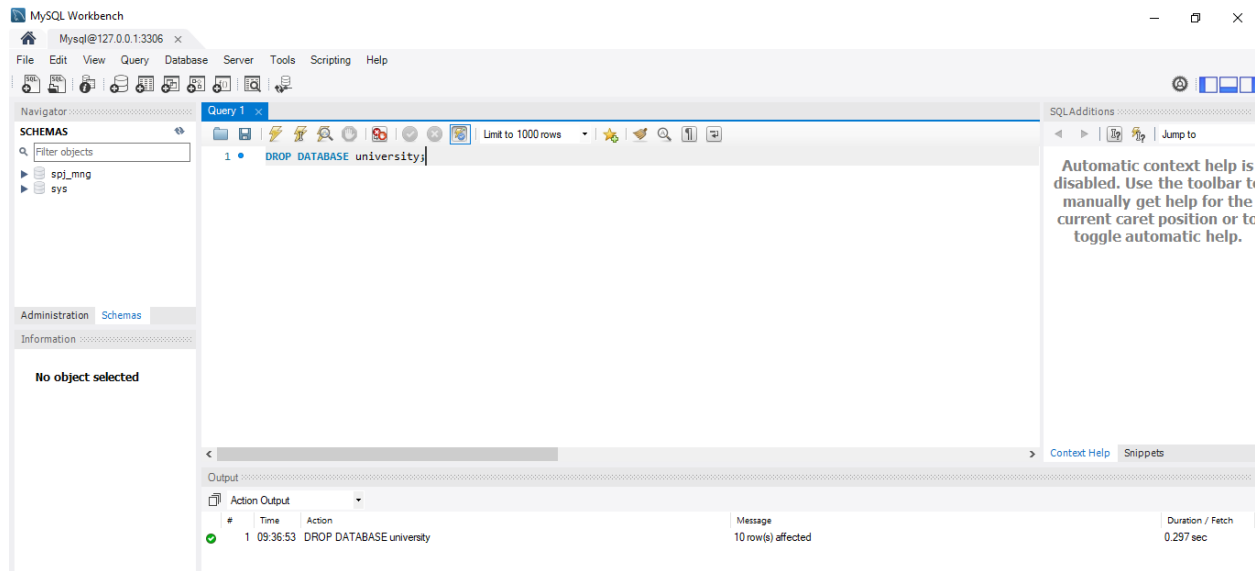 MySQL Workbench
Mysql@127.0.0.1:3306
File Edit View Query Database Server Tools Scripting Help
Navigator
SCHEMAS
Filter objects
spj_mng
sys
Administration Schemas
Information
No object selected
Query 1
Limit to 1000 rows
1 DROP DATABASE university;
SQLAdditions
Jump to
Automatic context help is
disabled. Use the toolbar to
manually get help for the
current caret position or to
toggle automatic help.
Context Help Snippets
Output
Action Output
# Time Action Message Duration / Fetch
1 09:36:53 DROP DATABASE university 10 row(s) affected 0.297 sec